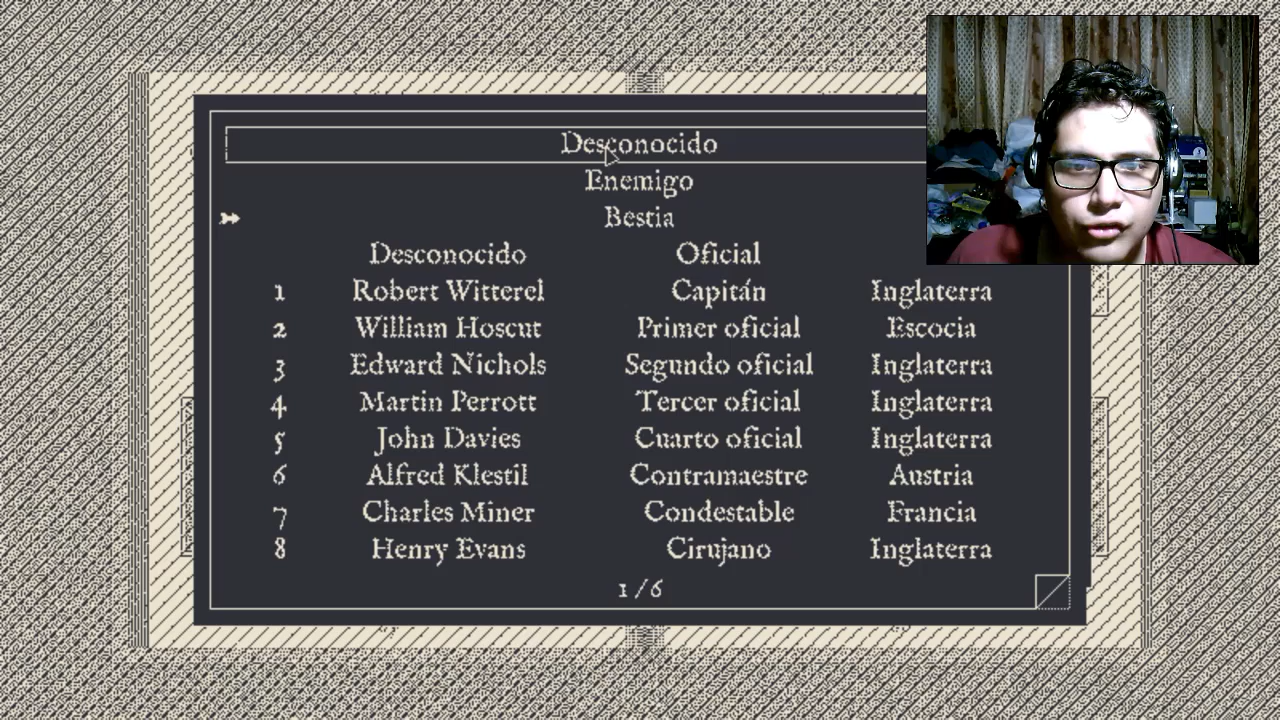 Desconocido
Enemigo
Bestia
Desconocido Oficial
1 Robert Witterel Capitán Inglaterra
2 William Hoscut Primer oficial Escocia
3 Edward Nichols Segundo oficial Inglaterra
4 Martin Perrott Tercer oficial Inglaterra
5 John Davies Cuarto oficial Inglaterra
6 Alfred Klestil Contramaestre Austria
7 Charles Miner Condestable Francia
8 Henry Evans Cirujano Inglaterra
1 / 6